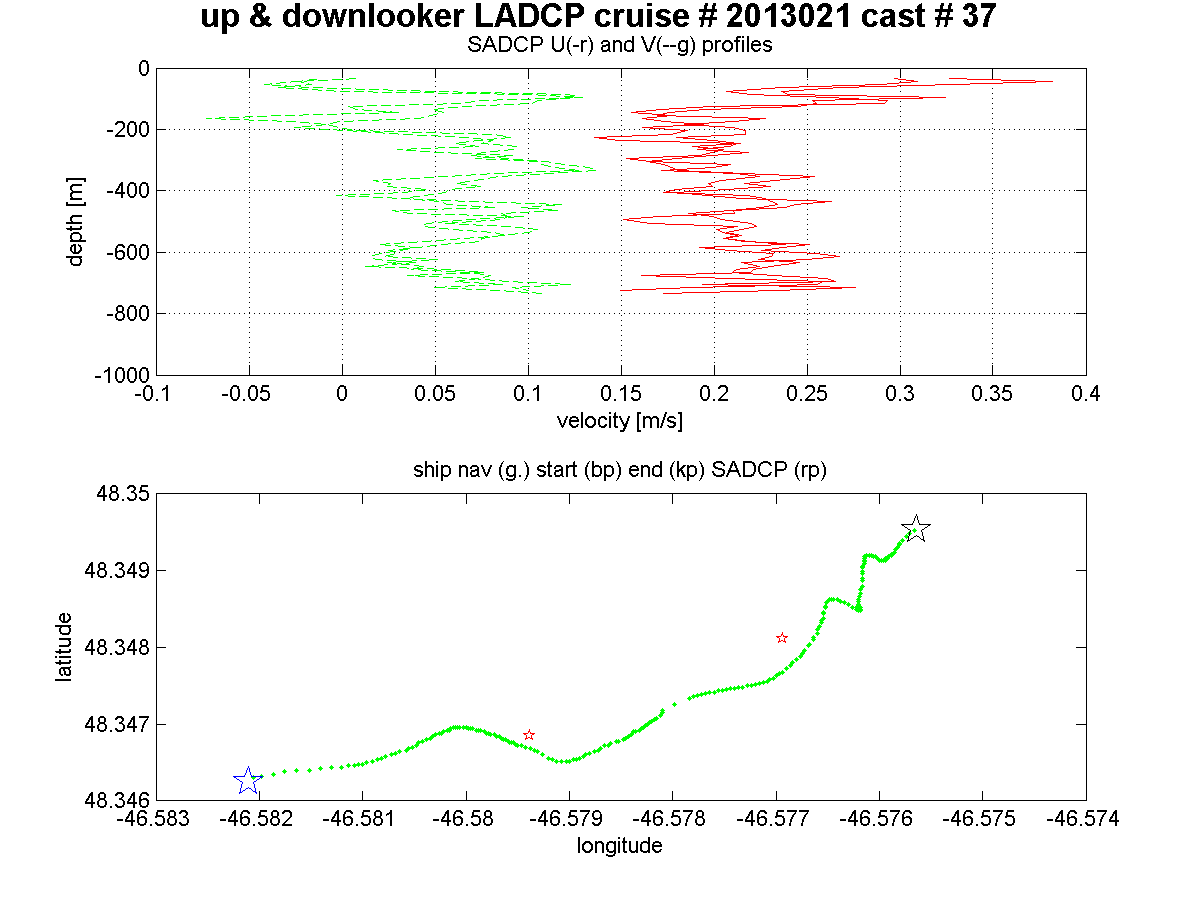 up & downlooker LADCP cruise # 2013021 cast # 37
SADCP U(-r) and V(--g) profiles
0
-200
-400
-600
-800
-1000
depth [m]
-0.1 -0.05 0 0.05 0.1 0.15 0.2 0.25 0.3 0.35 0.4
velocity [m/s]
ship nav (g.) start (bp) end (kp) SADCP (rp)
48.35
48.349
48.348
48.347
48.346
latitude
-46.583 -46.582 -46.581 -46.58 -46.579 -46.578 -46.577 -46.576 -46.575 -46.574
longitude